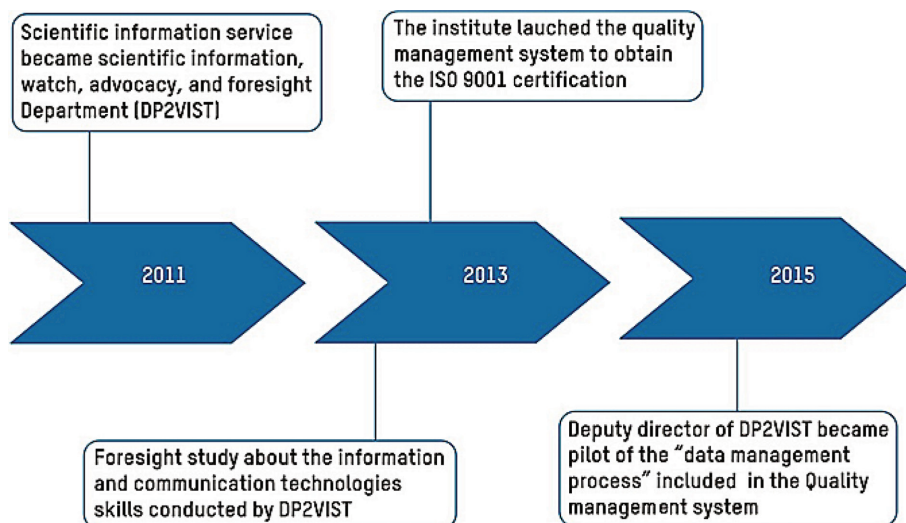 Scientific information service
became scientific information,
watch, advocacy, and foresight
Department (DP2VIST)
The institute lauched the quality
management system to obtain
the ISO 9001 certification
2011
2013
2015
Foresight study about the information
and communication technologies
skills conducted by DP2VIST
Deputy director of DP2VIST became
pilot of the “data management
process” included in the Quality
management system